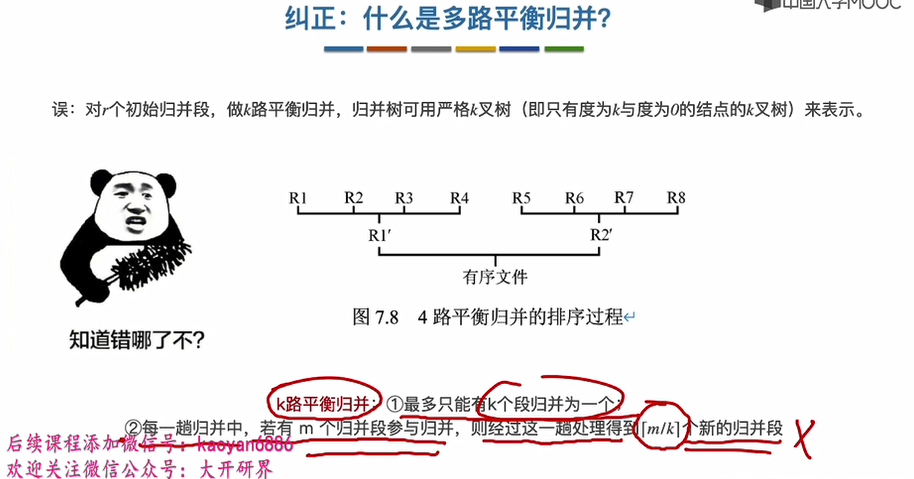 中国大学MOOC
纠正：什么是多路平衡归并？
误：对r个初始归并段，做k路平衡归并，归并树可用严格k叉树（即只有度为k与度为0的结点的k叉树）来表示。
R1 R2 R3 R4 R5 R6 R7 R8
R1′ R2′
有序文件
图 7.8 4 路平衡归并的排序过程↵
知道错哪了不？
k路平衡归并：①最多只能有k个段归并为一个；
②每一趟归并中，若有 m 个归并段参与归并，则经过这一趟处理得到⌈m/k⌉个新的归并段 X
后续课程添加微信号：kaoyan6886
欢迎关注微信公众号：大开研界